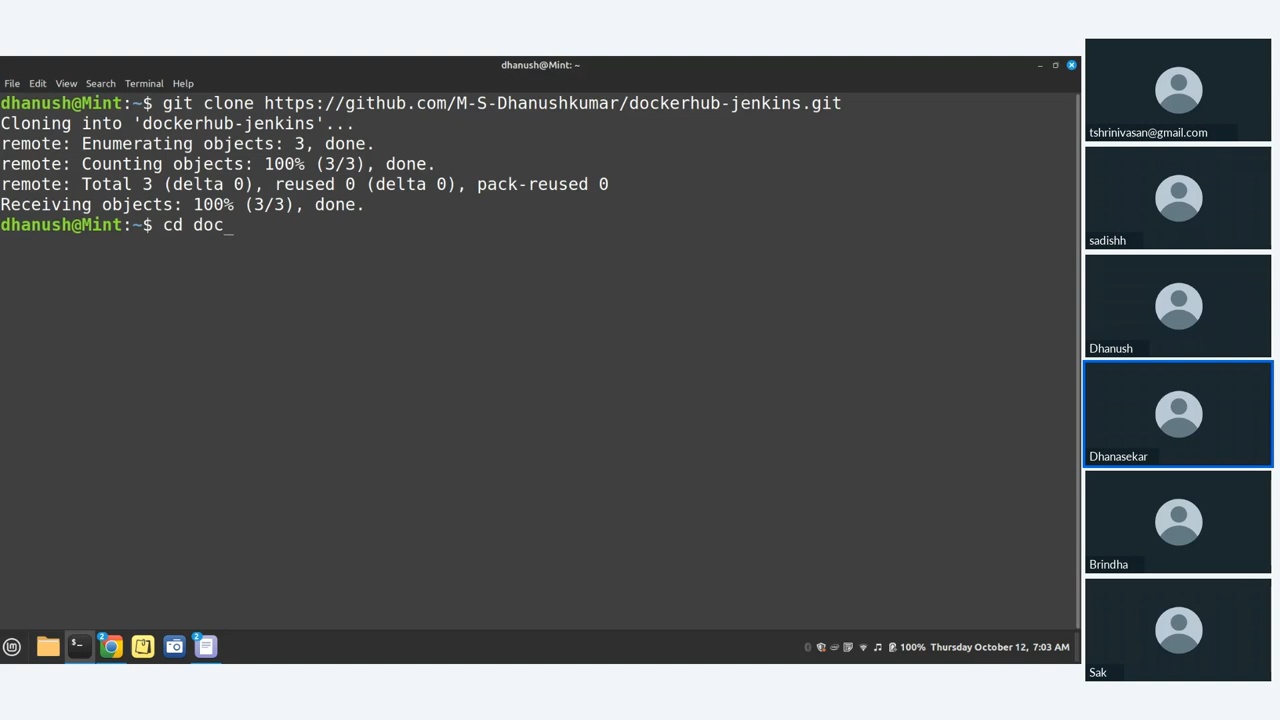 dhanush@Mint: ~
File Edit View Search Terminal Help
dhanush@Mint:~$ git clone https://github.com/M-S-Dhanushkumar/dockerhub-jenkins.git
Cloning into 'dockerhub-jenkins'...
remote: Enumerating objects: 3, done.
remote: Counting objects: 100% (3/3), done.
remote: Total 3 (delta 0), reused 0 (delta 0), pack-reused 0
Receiving objects: 100% (3/3), done.
dhanush@Mint:~$ cd doc_
2
2
100% Thursday October 12, 7:03 AM
tshrinivasan@gmail.com
sadishh
Dhanush
Dhanasekar
Brindha
Sak